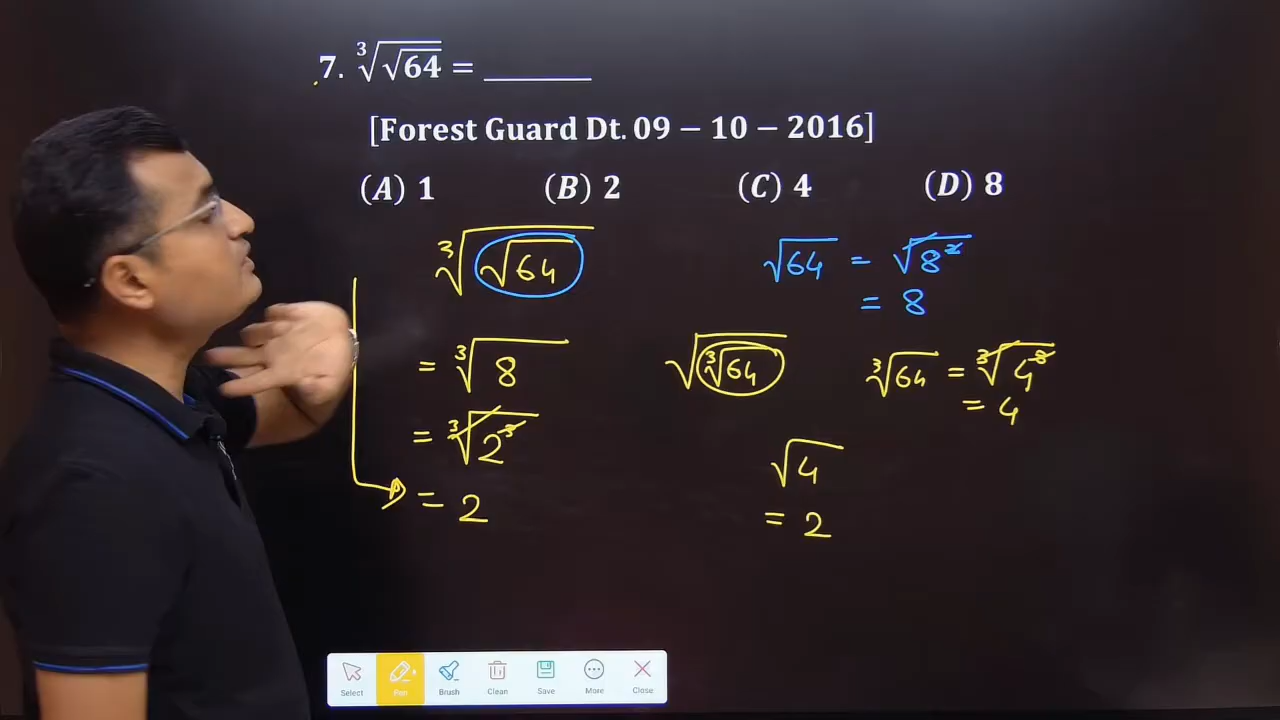 7. ∛√64 = ________
[Forest Guard Dt. 09 − 10 − 2016]
(A) 1 (B) 2 (C) 4 (D) 8
∛√64
= ∛8
= ∛2³
= 2
√64 = √8²
= 8
√∛64
∛64 = ∛4³
= 4
√4
= 2
Select Pen Brush Clean Save More Close